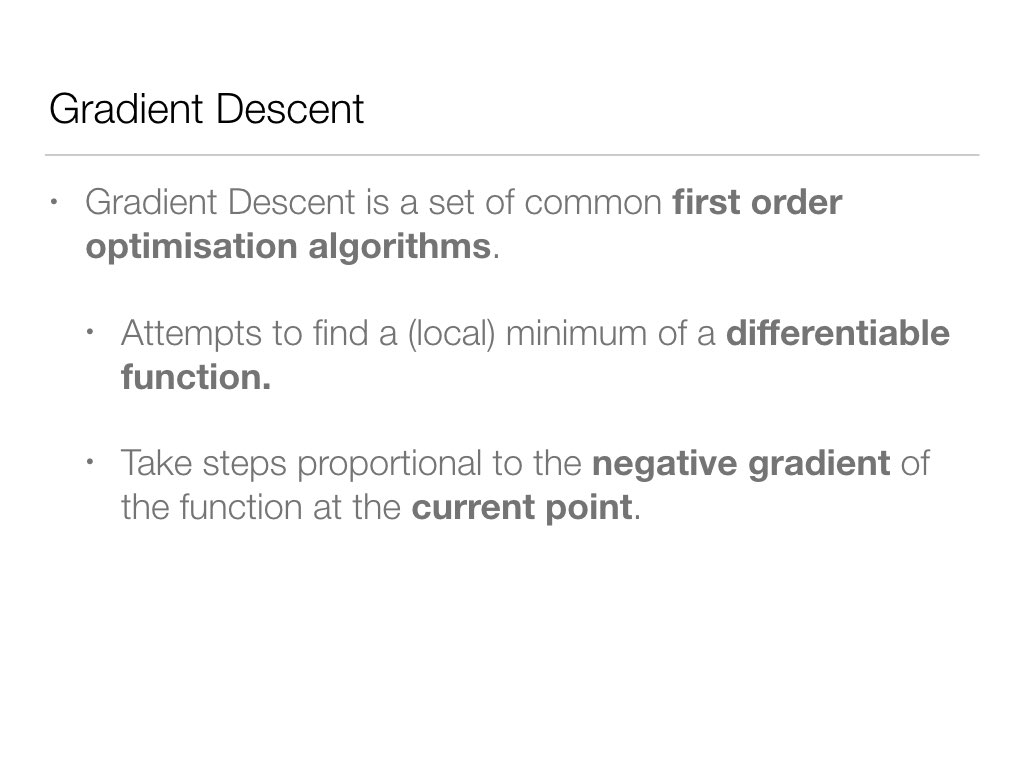 Gradient Descent
• Gradient Descent is a set of common first order
optimisation algorithms.
• Attempts to find a (local) minimum of a differentiable
function.
• Take steps proportional to the negative gradient of
the function at the current point.